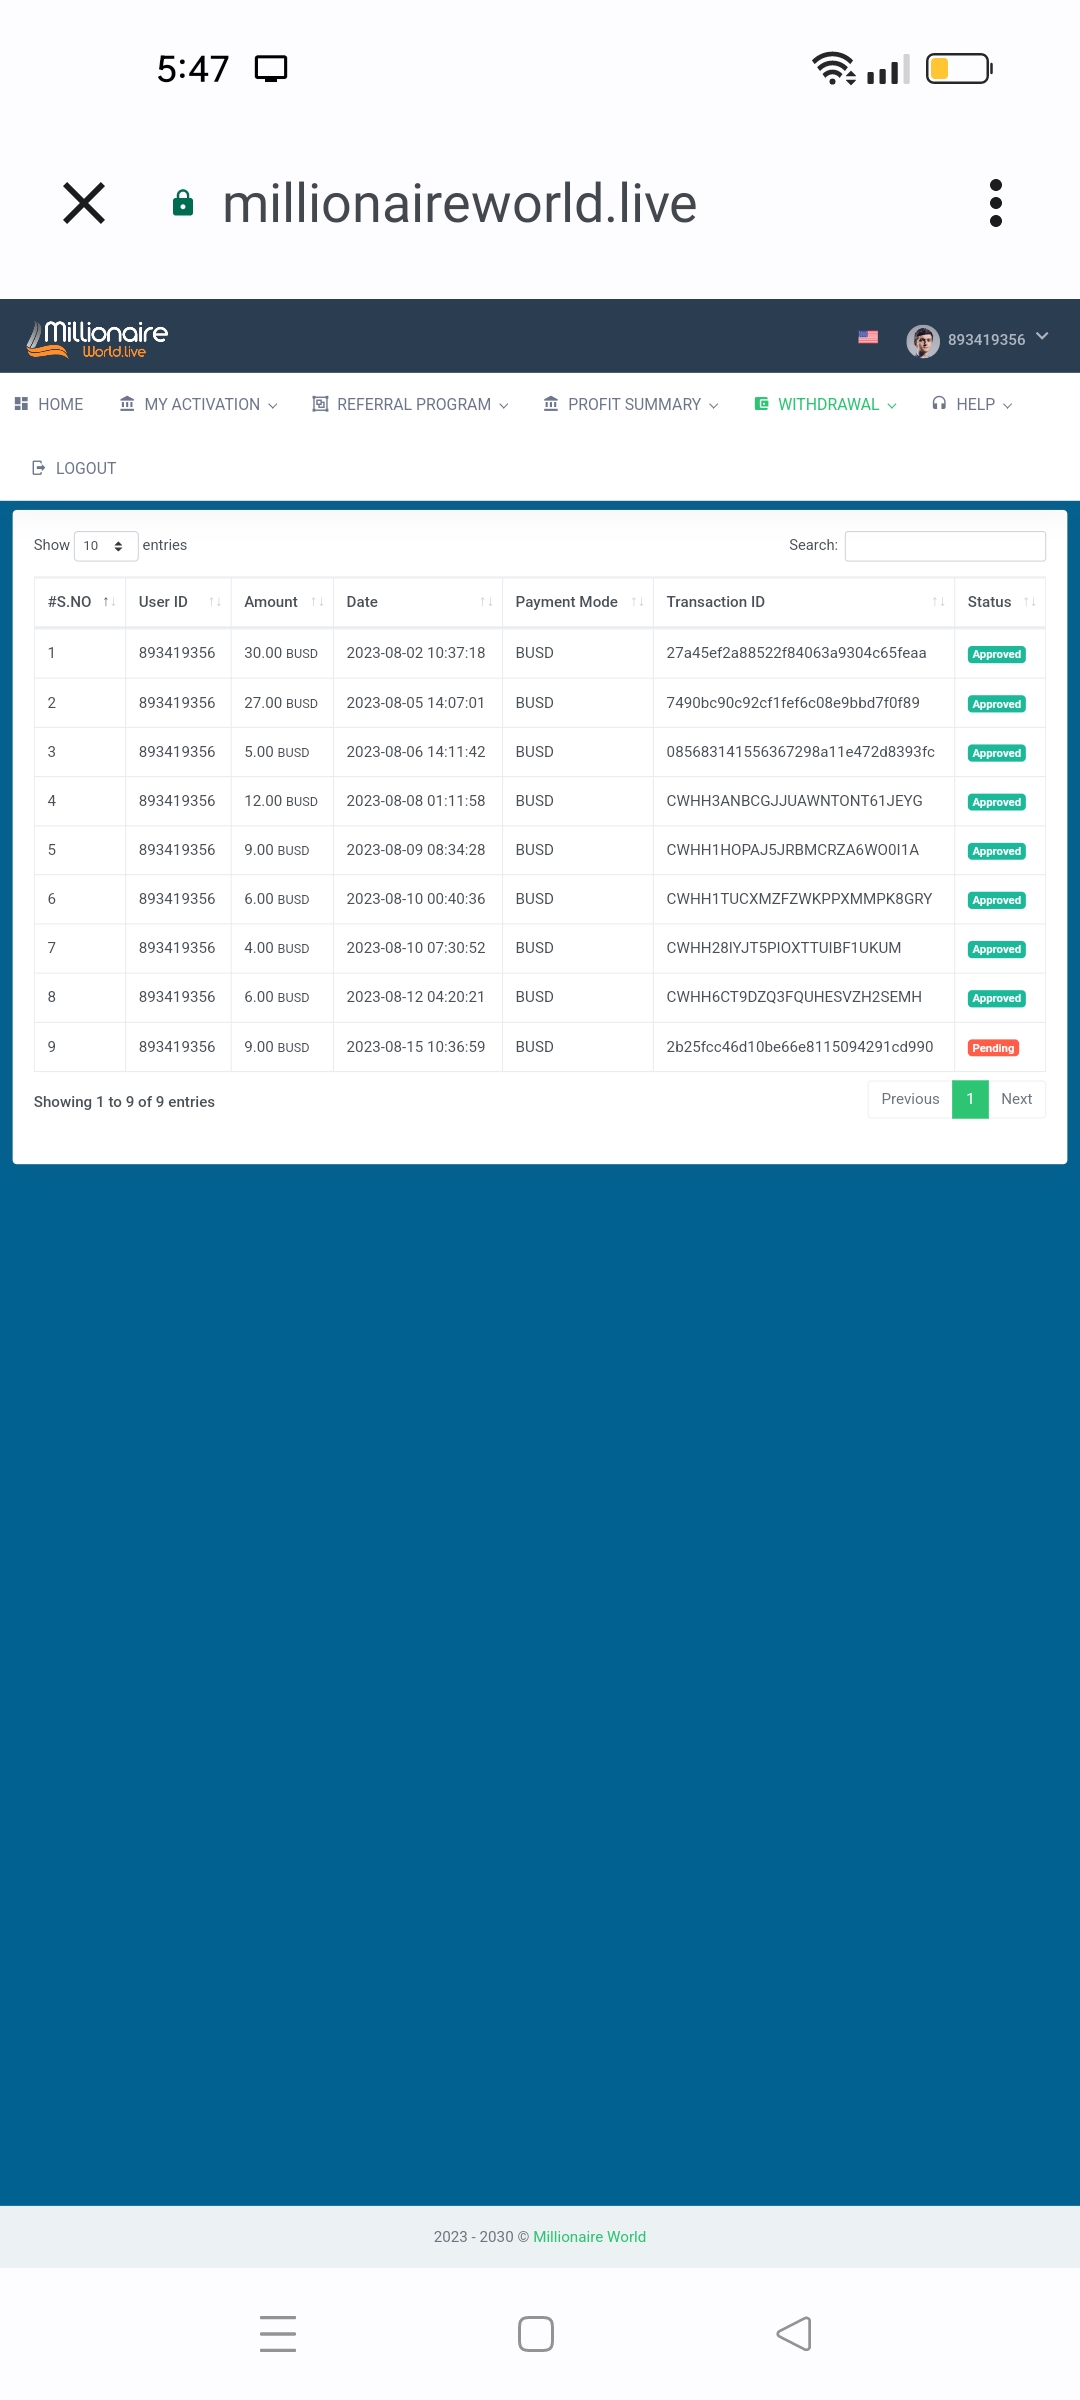 5:47
millionaireworld.live
Millionaire
World.live
893419356
HOME MY ACTIVATION REFERRAL PROGRAM PROFIT SUMMARY WITHDRAWAL HELP
LOGOUT
Show 10 entries Search:
#S.NO User ID Amount Date Payment Mode Transaction ID Status
1 893419356 30.00 BUSD 2023-08-02 10:37:18 BUSD 27a45ef2a88522f84063a9304c65feaa Approved
2 893419356 27.00 BUSD 2023-08-05 14:07:01 BUSD 7490bc90c92cf1fef6c08e9bbd7f0f89 Approved
3 893419356 5.00 BUSD 2023-08-06 14:11:42 BUSD 085683141556367298a11e472d8393fc Approved
4 893419356 12.00 BUSD 2023-08-08 01:11:58 BUSD CWHH3ANBCGJJUAWNTONT61JEYG Approved
5 893419356 9.00 BUSD 2023-08-09 08:34:28 BUSD CWHH1HOPAJ5JRBMCRZA6WO0I1A Approved
6 893419356 6.00 BUSD 2023-08-10 00:40:36 BUSD CWHH1TUCXMZFZWKPPXMMPK8GRY Approved
7 893419356 4.00 BUSD 2023-08-10 07:30:52 BUSD CWHH28IYJT5PIOXTTUIBF1UKUM Approved
8 893419356 6.00 BUSD 2023-08-12 04:20:21 BUSD CWHH6CT9DZQ3FQUHESVZH2SEMH Approved
9 893419356 9.00 BUSD 2023-08-15 10:36:59 BUSD 2b25fcc46d10be66e8115094291cd990 Pending
Showing 1 to 9 of 9 entries Previous 1 Next
2023 - 2030 © Millionaire World